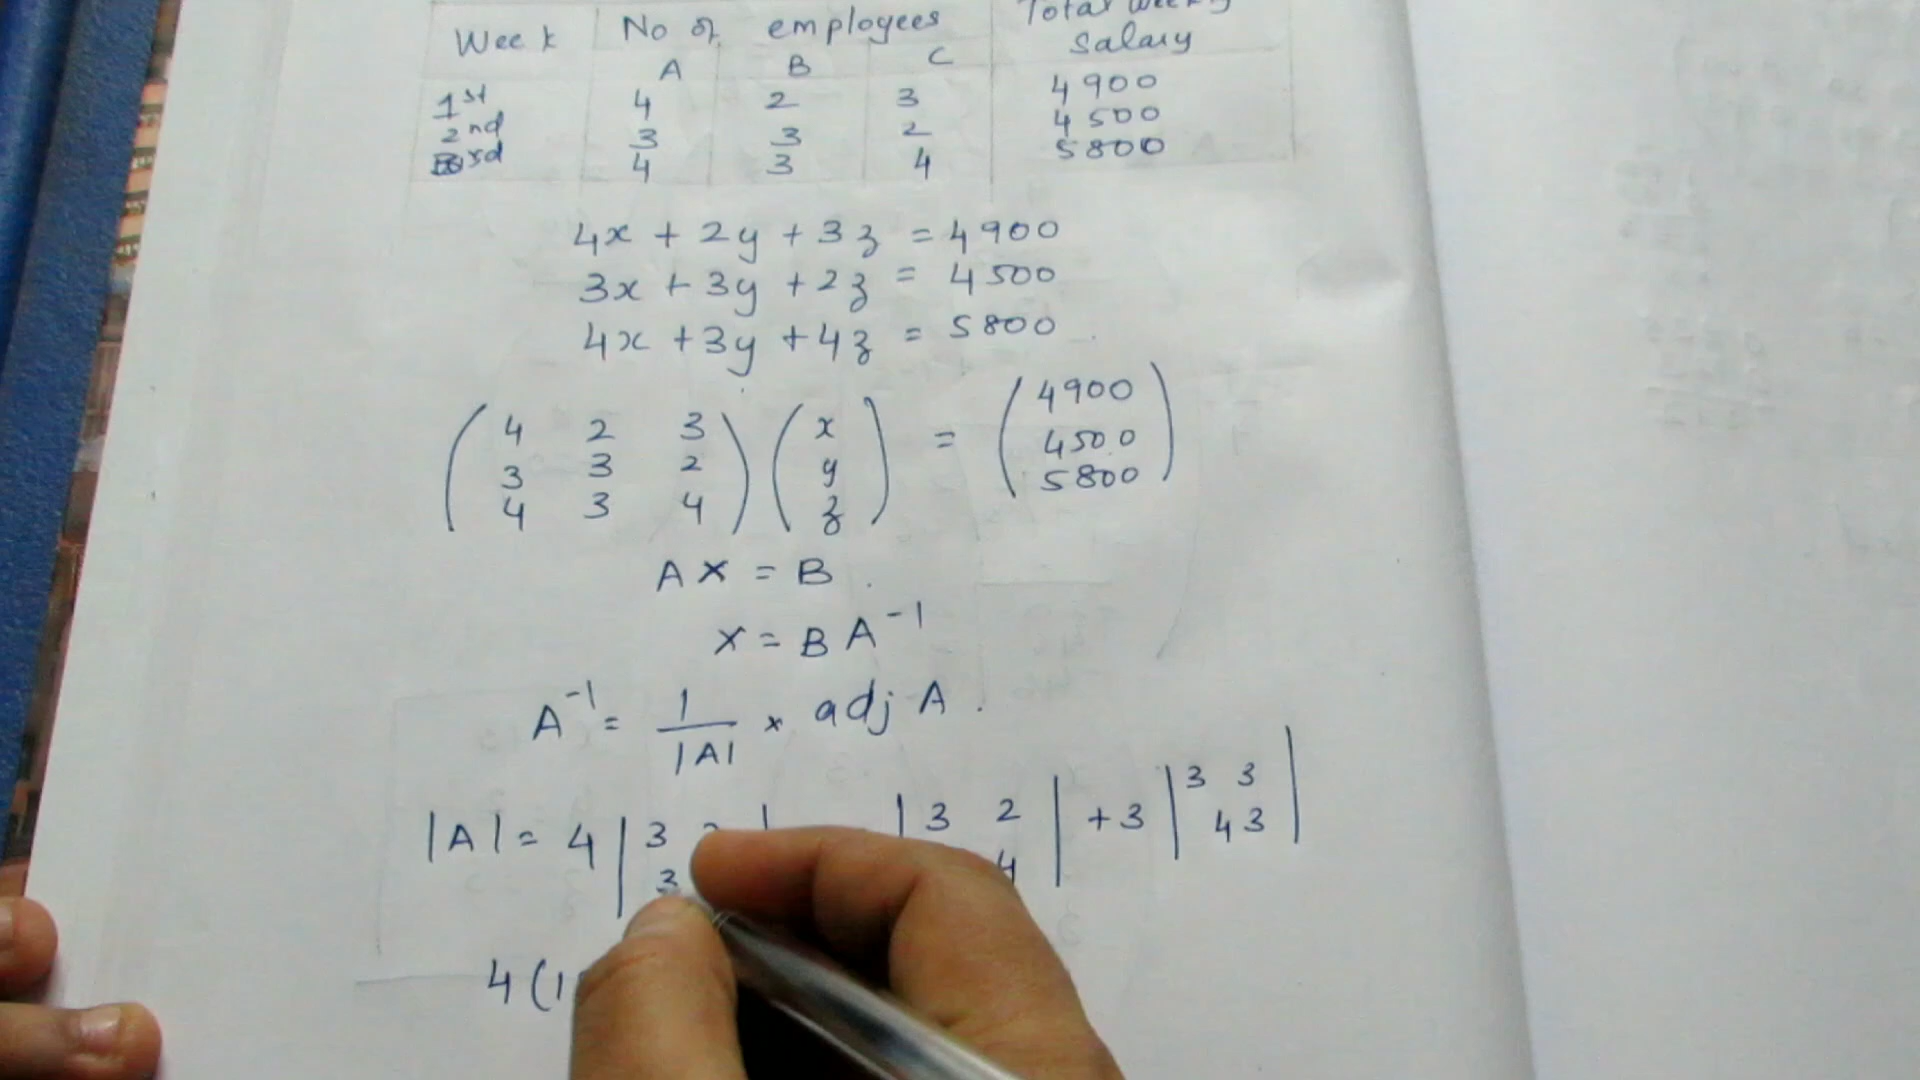 Week No of employees Total weekly
A B C Salary
1st 4 2 3 4900
2nd 3 3 2 4500
3rd 4 3 4 5800
4x + 2y + 3z = 4900
3x + 3y + 2z = 4500
4x + 3y + 4z = 5800
4 2 3 x = 4900
3 3 2 y 4500
4 3 4 z 5800
AX = B.
X = B A⁻¹
A⁻¹ = 1/|A| × adj A.
|A| = 4 | 3 | | 3 2 | + 3 | 3 3 |
3 4 4 3
4 (1